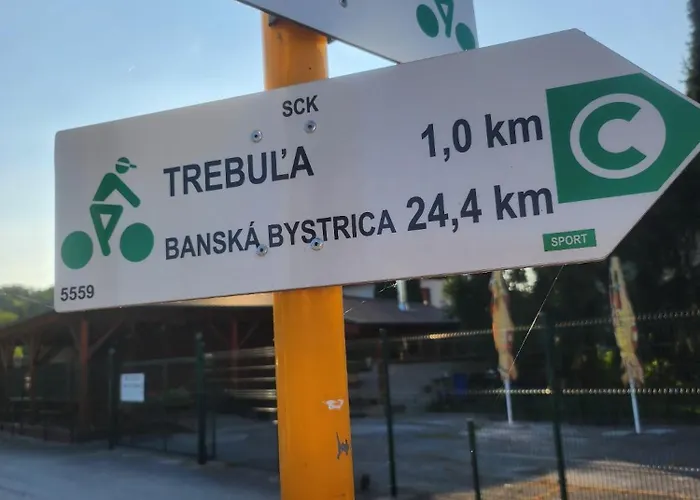 SCK
TREBUĽA 1,0 km
BANSKÁ BYSTRICA 24,4 km
C
SPORT
5559